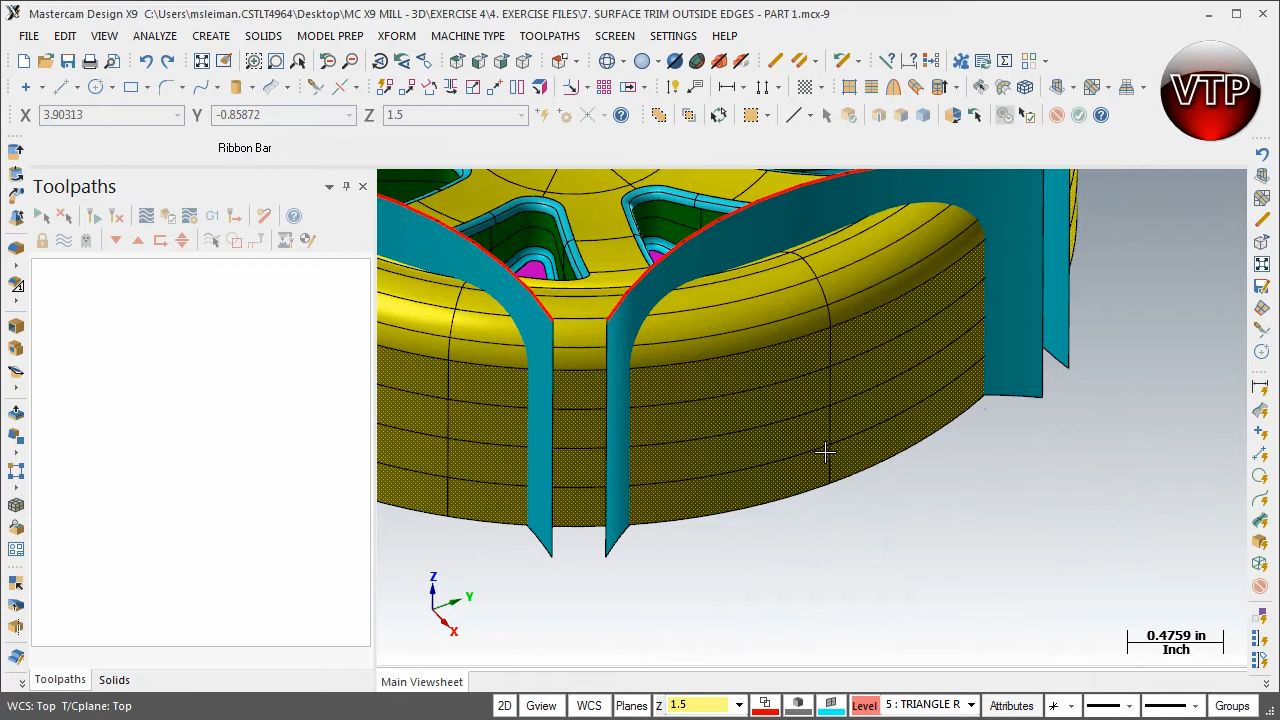 Mastercam Design X9 C:\Users\msleiman.CSTLT4964\Desktop\MC X9 MILL - 3D\EXERCISE 4\4. EXERCISE FILES\7. SURFACE TRIM OUTSIDE EDGES - PART 1.mcx-9
FILE EDIT VIEW ANALYZE CREATE SOLIDS MODEL PREP XFORM MACHINE TYPE TOOLPATHS SCREEN SETTINGS HELP
VTP
X 3.90313 Y -0.85872 Z 1.5
Ribbon Bar
Toolpaths
G1
Z
Y
X
0.4759 in
Inch
Toolpaths Solids
Main Viewsheet
WCS: Top T/Cplane: Top 2D Gview WCS Planes Z 1.5 Level 5 : TRIANGLE R Attributes Groups